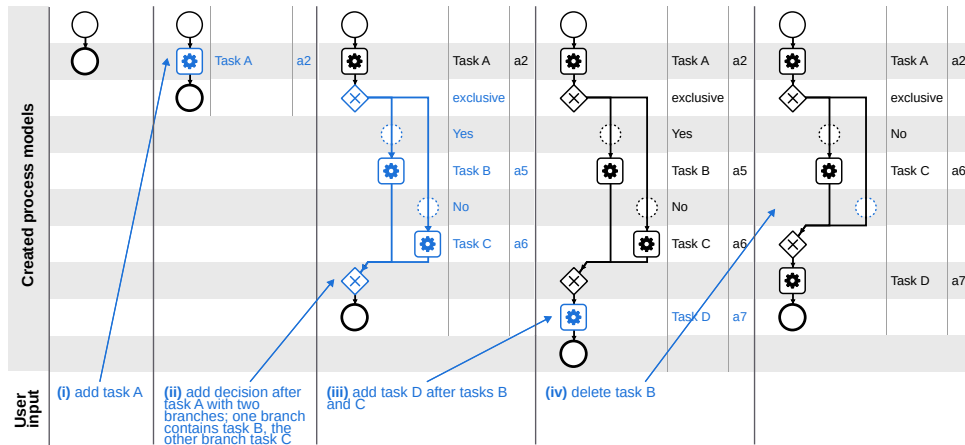 Created process models
Task A a2
Task A a2
exclusive
Yes
Task B a5
No
Task C a6
Task A a2
exclusive
Yes
Task B a5
No
Task C a6
Task D a7
Task A a2
exclusive
No
Task C a6
Task D a7
User
input
(i) add task A
(ii) add decision after
task A with two
branches; one branch
contains task B, the
other branch task C
(iii) add task D after tasks B
and C
(iv) delete task B